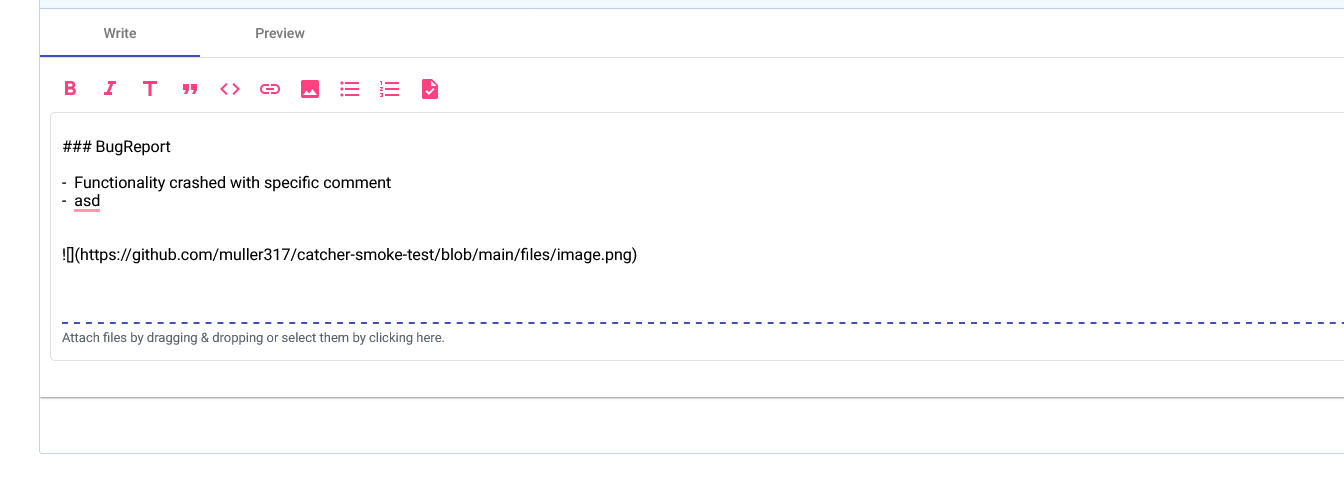 Write Preview
### BugReport
- Functionality crashed with specific comment
- asd
![](https://github.com/muller317/catcher-smoke-test/blob/main/files/image.png)
Attach files by dragging & dropping or select them by clicking here.